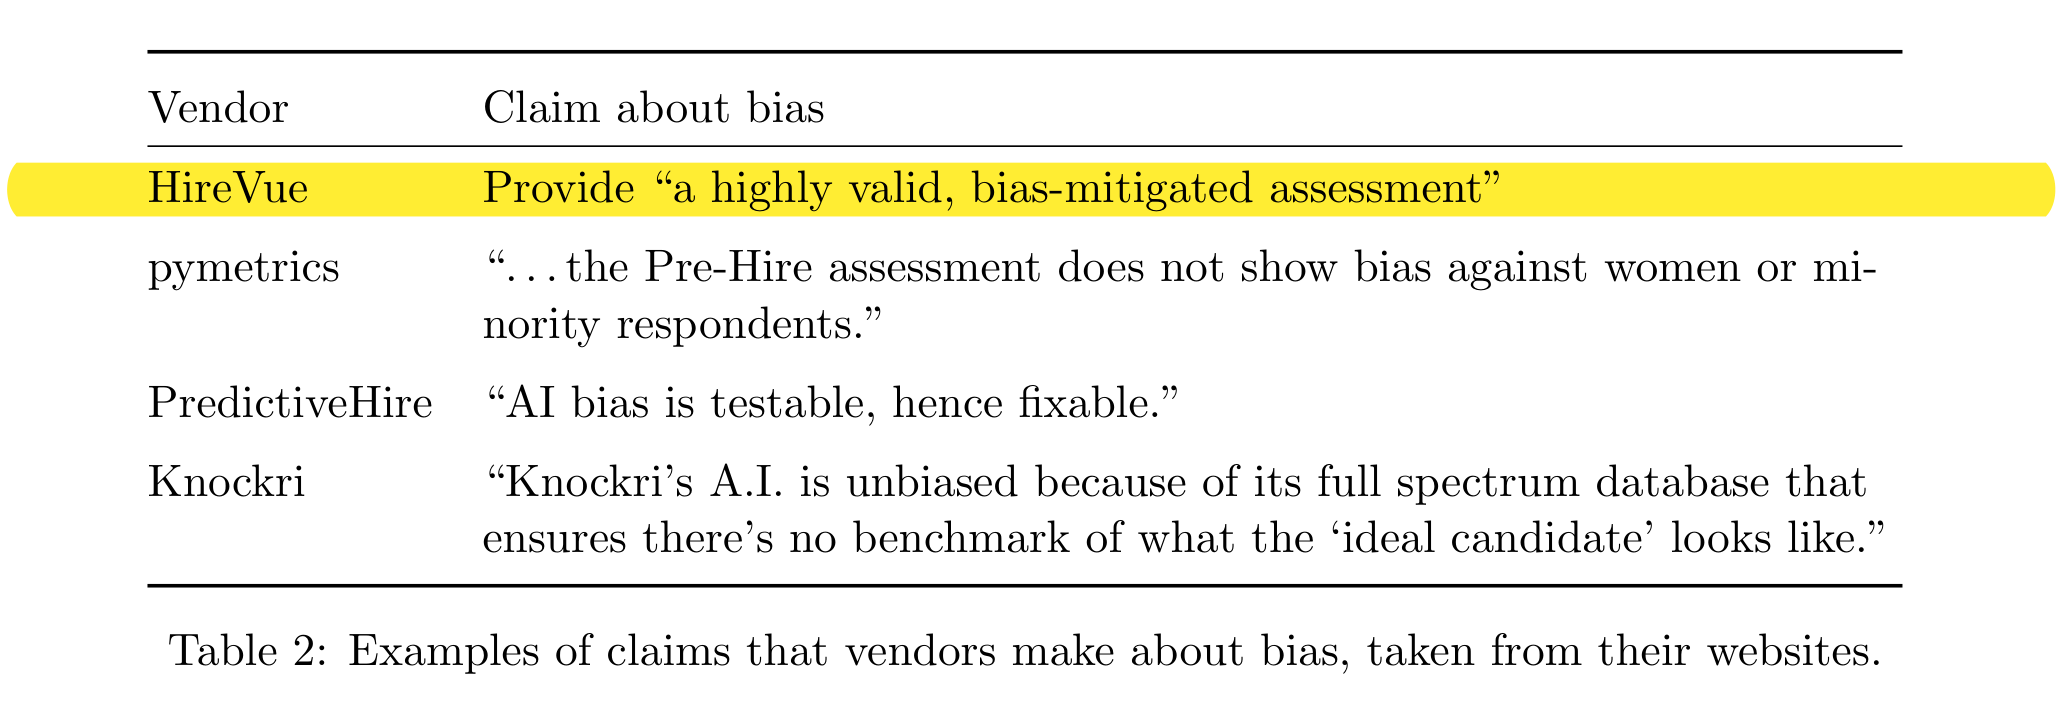 Vendor Claim about bias
HireVue Provide “a highly valid, bias-mitigated assessment”
pymetrics “. . . the Pre-Hire assessment does not show bias against women or mi-
nority respondents.”
PredictiveHire “AI bias is testable, hence fixable.”
Knockri “Knockri’s A.I. is unbiased because of its full spectrum database that
ensures there’s no benchmark of what the ‘ideal candidate’ looks like.”
Table 2: Examples of claims that vendors make about bias, taken from their websites.